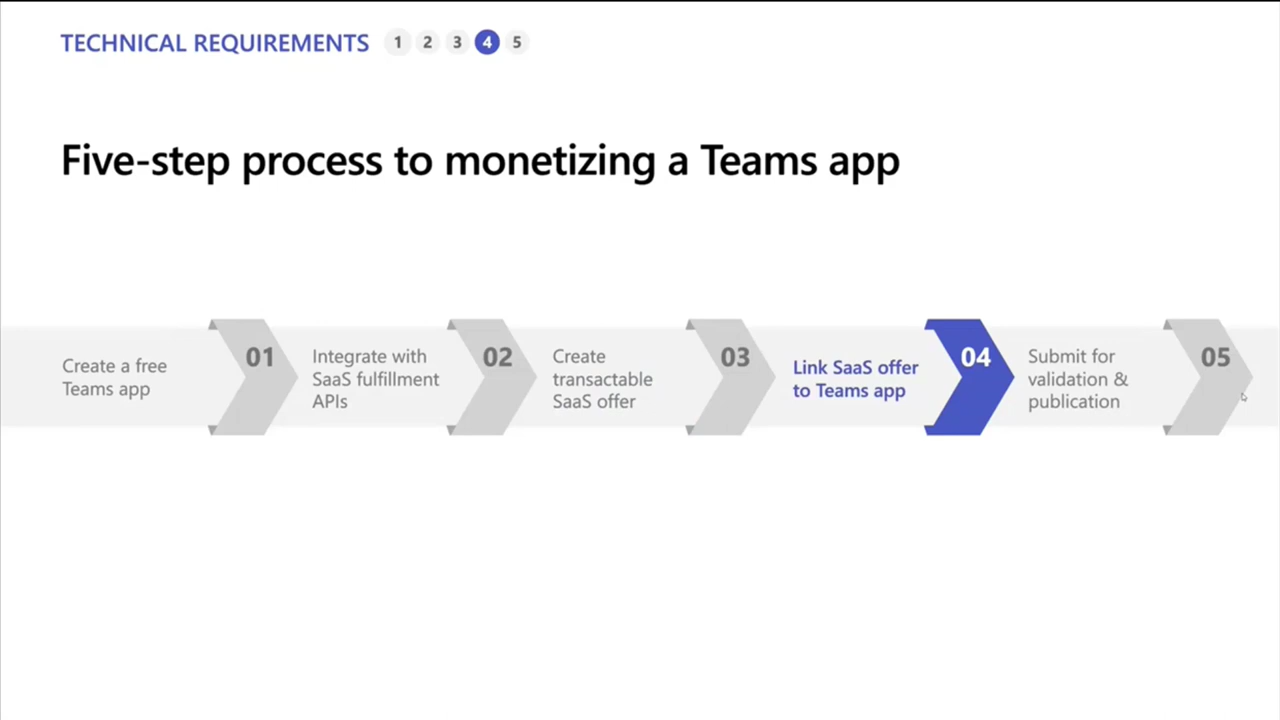 TECHNICAL REQUIREMENTS 1 2 3 4 5
Five-step process to monetizing a Teams app
Create a free
Teams app
01
Integrate with
SaaS fulfillment
APIs
02
Create
transactable
SaaS offer
03
Link SaaS offer
to Teams app
04
Submit for
validation &
publication
05